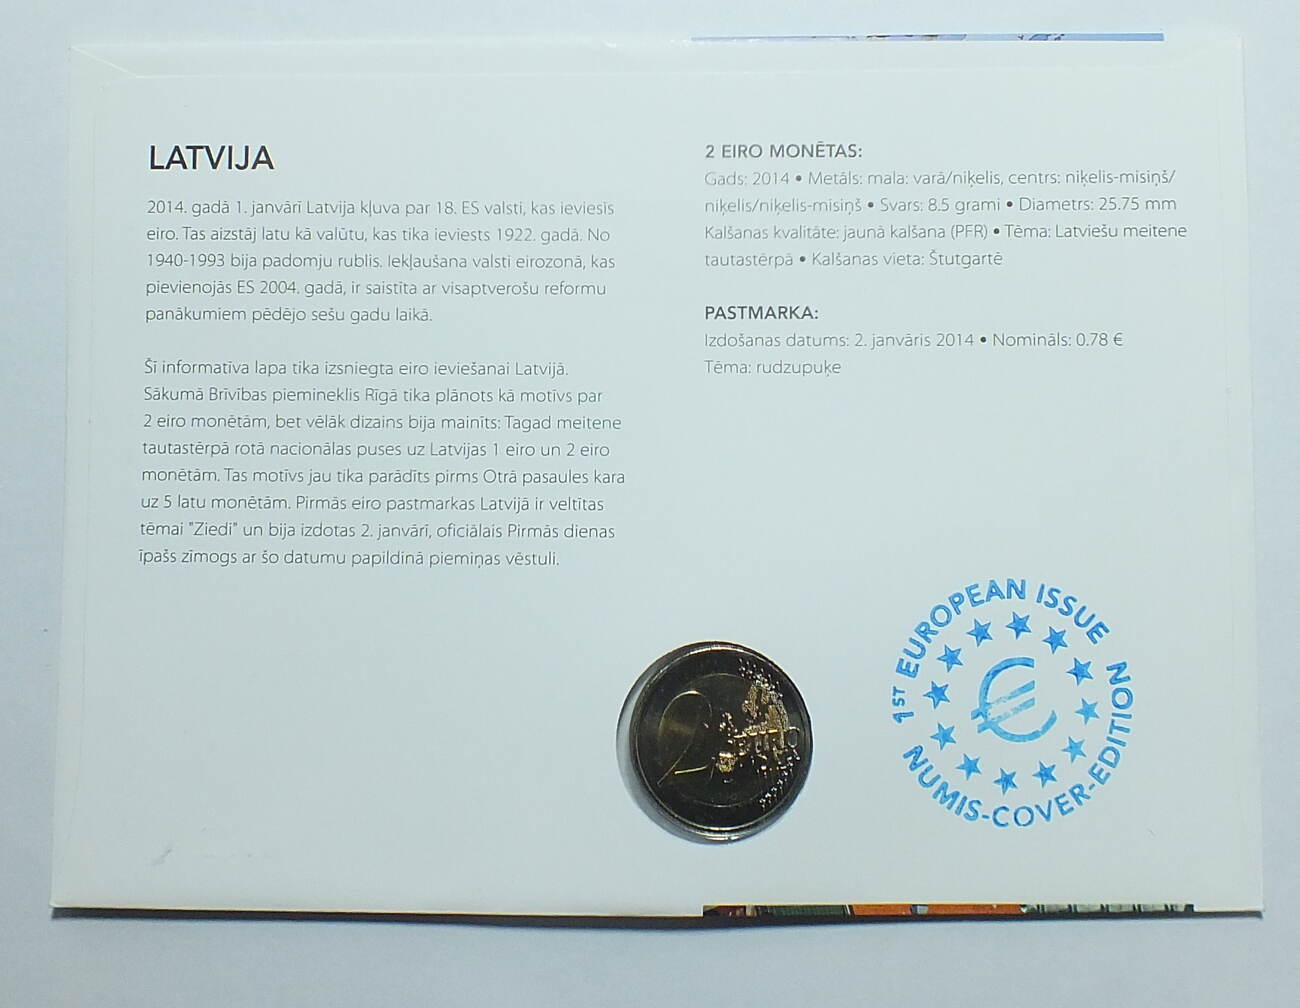 LATVIJA
2014. gadā 1. janvārī Latvija kļuva par 18. ES valsti, kas ieviesīs
eiro. Tas aizstāj latu kā valūtu, kas tika ieviests 1922. gadā. No
1940-1993 bija padomju rublis. Iekļaušana valsti eirozonā, kas
pievienojās ES 2004. gadā, ir saistīta ar visaptverošu reformu
panākumiem pēdējo sešu gadu laikā.
Šī informatīva lapa tika izsniegta eiro ieviešanai Latvijā.
Sākumā Brīvības piemineklis Rīgā tika plānots kā motīvs par
2 eiro monētām, bet vēlāk dizains bija mainīts: Tagad meitene
tautastērpā rotā nacionālas puses uz Latvijas 1 eiro un 2 eiro
monētām. Tas motīvs jau tika parādīts pirms Otrā pasaules kara
uz 5 latu monētām. Pirmās eiro pastmarkas Latvijā ir veltītas
tēmai "Ziedi" un bija izdotas 2. janvārī, oficiālais Pirmās dienas
īpašs zīmogs ar šo datumu papildinā piemiņas vēstuli.
2 EIRO MONĒTAS:
Gads: 2014 • Metāls: mala: varā/niķelis, centrs: niķelis-misiņš/
niķelis/niķelis-misiņš • Svars: 8.5 grami • Diametrs: 25.75 mm
Kalšanas kvalitāte: jaunā kalšana (PFR) • Tēma: Latviešu meitene
tautastērpā • Kalšanas vieta: Štutgartē
PASTMARKA:
Izdošanas datums: 2. janvāris 2014 • Nomināls: 0.78 €
Tēma: rudzupuķe
2 EURO
1ST EUROPEAN ISSUE
€
NUMIS-COVER-EDITION